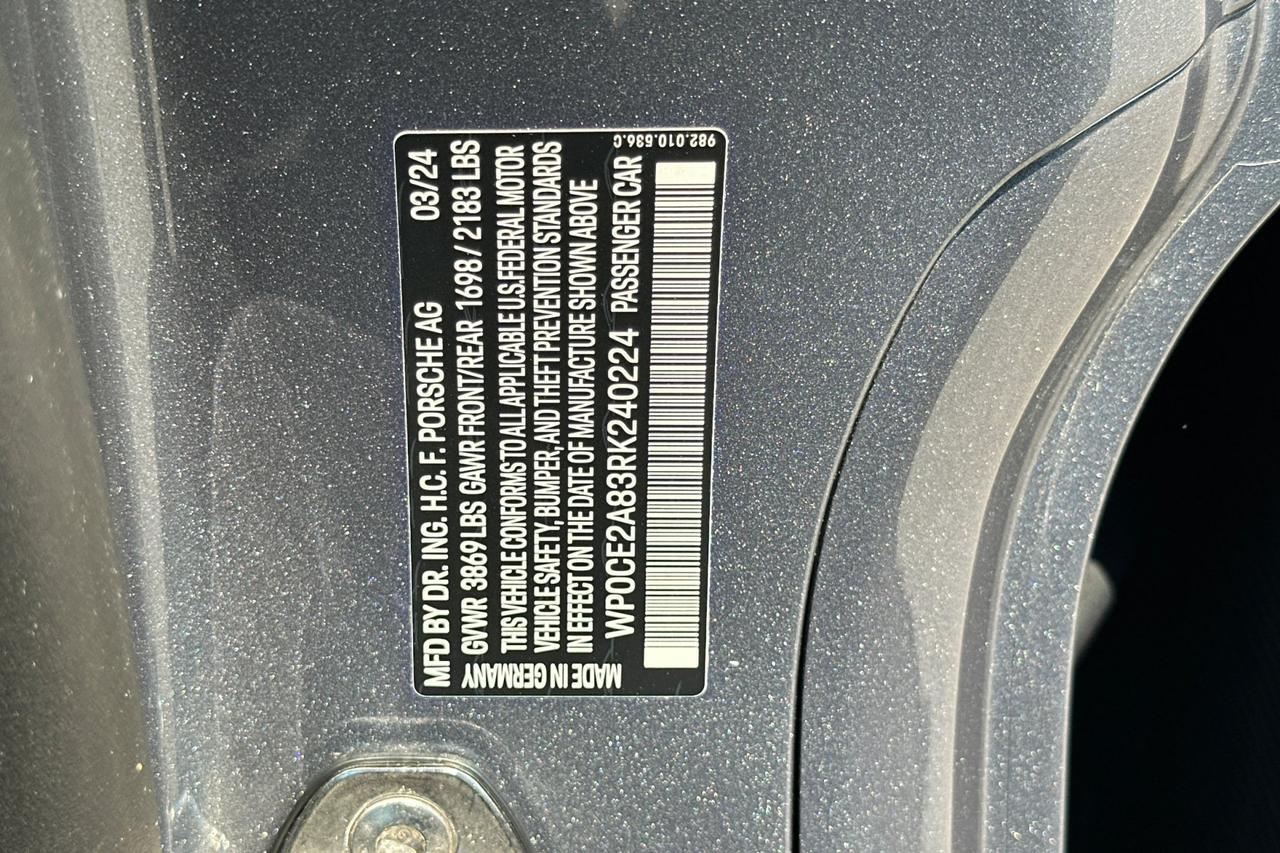 MFD BY DR. ING. H.C. F. PORSCHE AG 03/24
GVWR 3869 LBS GAWR FRONT/REAR 1698 / 2183 LBS
THIS VEHICLE CONFORMS TO ALL APPLICABLE U.S. FEDERAL MOTOR
VEHICLE SAFETY, BUMPER, AND THEFT PREVENTION STANDARDS
IN EFFECT ON THE DATE OF MANUFACTURE SHOWN ABOVE
WP0CE2A83RK240224 PASSENGER CAR
MADE IN GERMANY
982.010.536.C